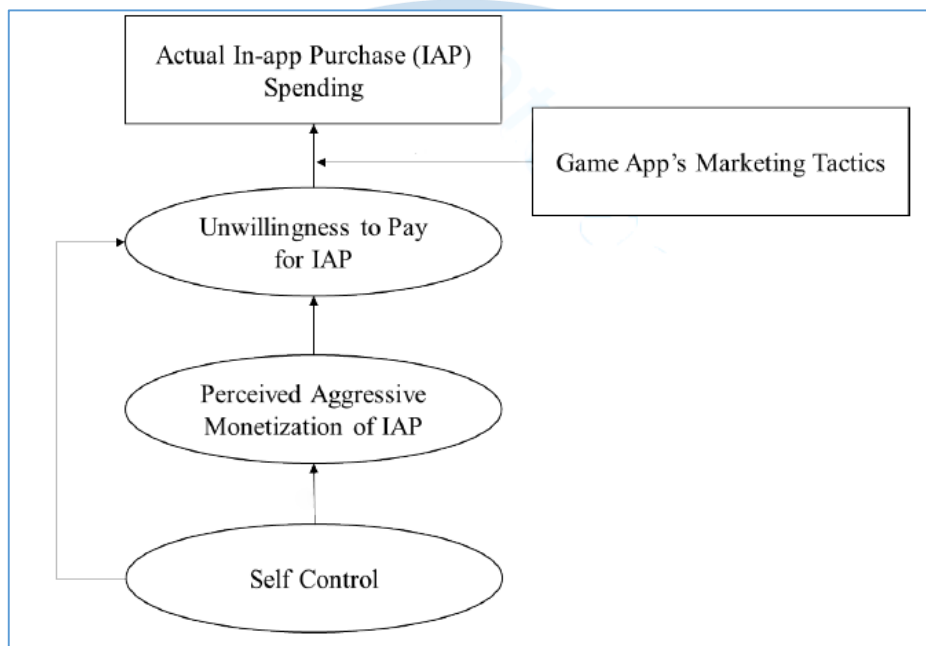 Actual In-app Purchase (IAP)
Spending
Game App's Marketing Tactics
Unwillingness to Pay
for IAP
Perceived Aggressive
Monetization of IAP
Self Control